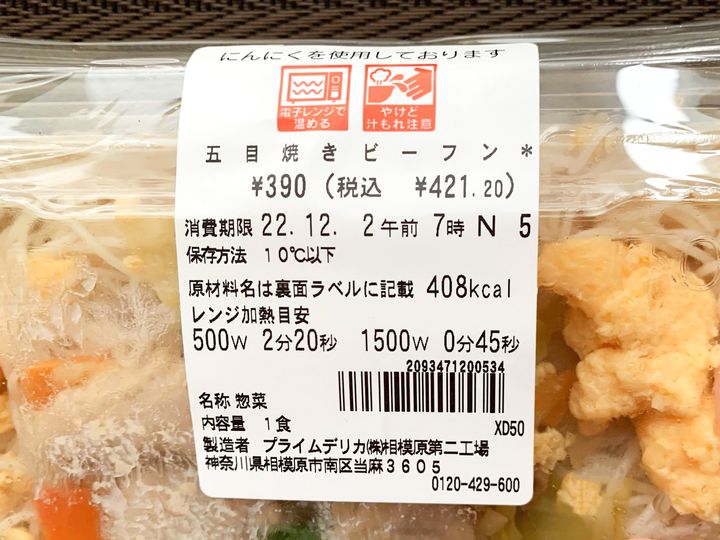 にんにくを使用しております
電子レンジで
温める
やけど
汁もれ注意
五目焼きビーフン*
¥390 (税込 ¥421.20)
消費期限 22.12. 2午前 7時 N 5
保存方法 10℃以下
原材料名は裏面ラベルに記載 408kcal
レンジ加熱目安
500W 2分20秒 1500W 0分45秒
2093471200534
名称 惣菜
内容量 1食
XD50
製造者 プライムデリカ㈱相模原第二工場
神奈川県相模原市南区当麻3605
0120-429-600